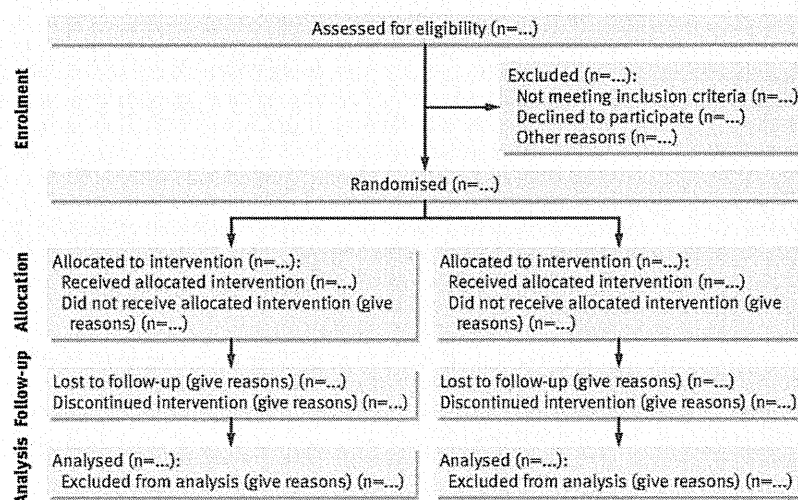 Assessed for eligibility (n=...)
Enrolment
Excluded (n=...):
Not meeting inclusion criteria (n=...)
Declined to participate (n=...)
Other reasons (n=...)
Randomised (n=...)
Allocation
Allocated to intervention (n=...):
Received allocated intervention (n=...)
Did not receive allocated intervention (give
reasons) (n=...)
Allocated to intervention (n=...):
Received allocated intervention (n=...)
Did not receive allocated intervention (give
reasons) (n=...)
Follow-up
Lost to follow-up (give reasons) (n=...)
Discontinued intervention (give reasons) (n=...)
Lost to follow-up (give reasons) (n=...)
Discontinued intervention (give reasons) (n=...)
Analysis
Analysed (n=...):
Excluded from analysis (give reasons) (n=...)
Analysed (n=...):
Excluded from analysis (give reasons) (n=...)